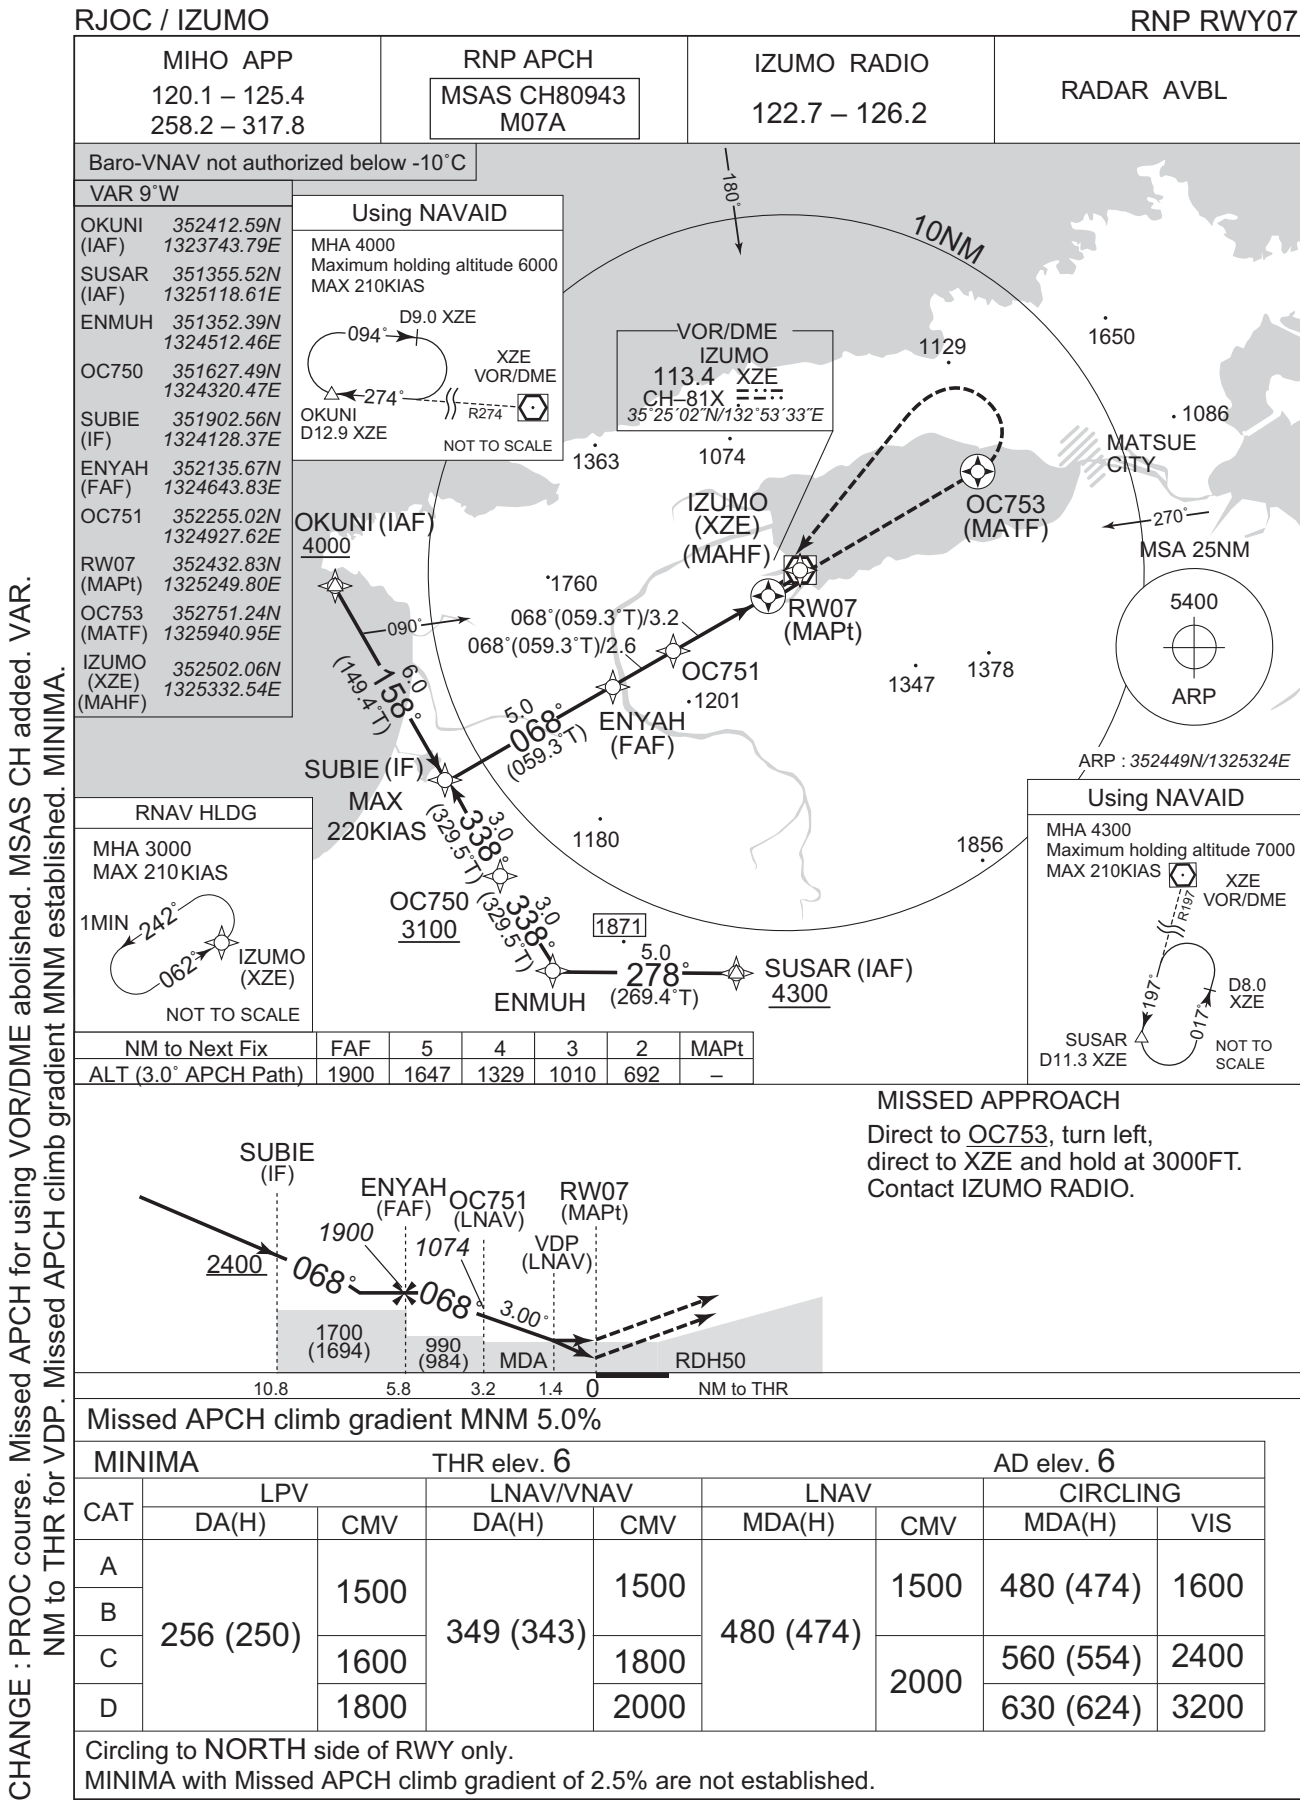 RJOC / IZUMO
RNP RWY07
MIHO APP
120.1 – 125.4
258.2 – 317.8
RNP APCH
MSAS CH80943
M07A
IZUMO RADIO
122.7 – 126.2
RADAR AVBL
Baro-VNAV not authorized below -10˚C
VAR 9˚W
OKUNI 352412.59N
(IAF) 1323743.79E
SUSAR 351355.52N
(IAF) 1325118.61E
ENMUH 351352.39N
1324512.46E
OC750 351627.49N
1324320.47E
SUBIE 351902.56N
(IF) 1324128.37E
ENYAH 352135.67N
(FAF) 1324643.83E
OC751 352255.02N
1324927.62E
RW07 352432.83N
(MAPt) 1325249.80E
OC753 352751.24N
(MATF) 1325940.95E
IZUMO 352502.06N
(XZE) 1325332.54E
(MAHF)
Using NAVAID
MHA 4000
Maximum holding altitude 6000
MAX 210KIAS
D9.0 XZE
094˚
274˚
XZE
VOR/DME
R274
OKUNI
D12.9 XZE
NOT TO SCALE
180˚
10NM
VOR/DME
IZUMO
113.4 XZE
CH–81X
35˚25´02˝N/132˚53´33˝E
1129
1650
1086
MATSUE
CITY
1363
1074
IZUMO
(XZE)
(MAHF)
OC753
(MATF)
270˚
MSA 25NM
5400
ARP
ARP : 352449N/1325324E
OKUNI (IAF)
4000
1760
090˚
068˚(059.3˚T)/3.2
068˚(059.3˚T)/2.6
RW07
(MAPt)
OC751
1201
1347
1378
6.0
158˚
(149.4˚T)
5.0
068˚
(059.3˚T)
ENYAH
(FAF)
SUBIE (IF)
MAX
220KIAS
3.0
338˚
(329.5˚T)
1180
1856
OC750
3100
3.0
338˚
(329.5˚T)
1871
5.0
278˚
(269.4˚T)
ENMUH
SUSAR (IAF)
4300
RNAV HLDG
MHA 3000
MAX 210KIAS
1MIN
242˚
062˚
IZUMO
(XZE)
NOT TO SCALE
Using NAVAID
MHA 4300
Maximum holding altitude 7000
MAX 210KIAS
XZE
VOR/DME
R197
197˚
017˚
D8.0
XZE
SUSAR
D11.3 XZE
NOT TO
SCALE
NM to Next Fix FAF 5 4 3 2 MAPt
ALT (3.0˚ APCH Path) 1900 1647 1329 1010 692 –
MISSED APPROACH
Direct to OC753, turn left,
direct to XZE and hold at 3000FT.
Contact IZUMO RADIO.
SUBIE
(IF)
ENYAH
(FAF)
OC751
(LNAV)
RW07
(MAPt)
VDP
(LNAV)
1900
1074
2400
068˚
068˚
3.00˚
1700
(1694)
990
(984)
MDA
RDH50
10.8 5.8 3.2 1.4 0 NM to THR
Missed APCH climb gradient MNM 5.0%
MINIMA THR elev. 6 AD elev. 6
CAT LPV LNAV/VNAV LNAV CIRCLING
DA(H) CMV DA(H) CMV MDA(H) CMV MDA(H) VIS
A
B
C
D
256 (250)
1500
1600
1800
349 (343)
1500
1800
2000
480 (474)
1500
2000
480 (474) 1600
560 (554) 2400
630 (624) 3200
Circling to NORTH side of RWY only.
MINIMA with Missed APCH climb gradient of 2.5% are not established.
CHANGE : PROC course. Missed APCH for using VOR/DME abolished. MSAS CH added. VAR.
NM to THR for VDP. Missed APCH climb gradient MNM established. MINIMA.